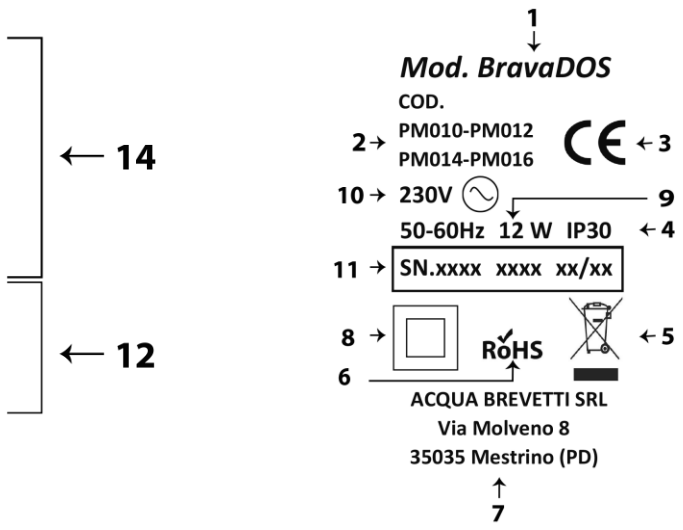 1
Mod. BravaDOS
COD.
2 PM010-PM012 3
PM014-PM016
14
10 230V 9
50-60Hz 12 W IP30 4
11 SN.xxxx xxxx xx/xx
12
8 RoHS 5
6
ACQUA BREVETTI SRL
Via Molveno 8
35035 Mestrino (PD)
7